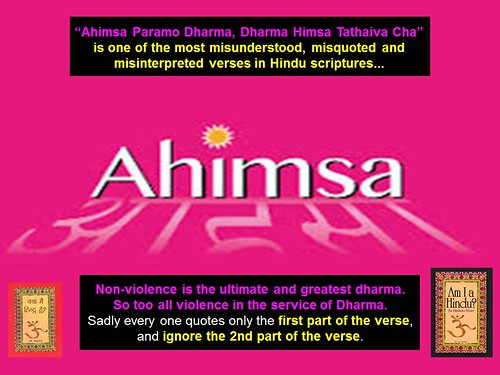 “Ahimsa Paramo Dharma, Dharma Himsa Tathaiva Cha”
is one of the most misunderstood, misquoted and
misinterpreted verses in Hindu scriptures...
Ahimsa
अहिंसा
Non-violence is the ultimate and greatest dharma.
So too all violence in the service of Dharma.
Sadly every one quotes only the first part of the verse,
and ignore the 2nd part of the verse.
क्या मैं
हिन्दू हूँ?
Am I a
Hindu?